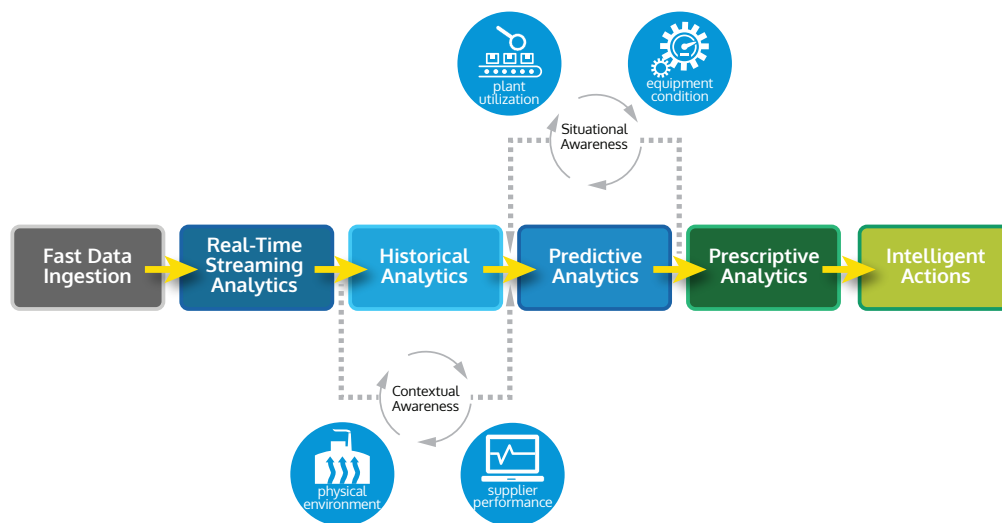 plant
utilization
equipment
condition
Situational
Awareness
Fast Data
Ingestion
Real-Time
Streaming
Analytics
Historical
Analytics
Predictive
Analytics
Prescriptive
Analytics
Intelligent
Actions
Contextual
Awareness
physical
environment
supplier
performance